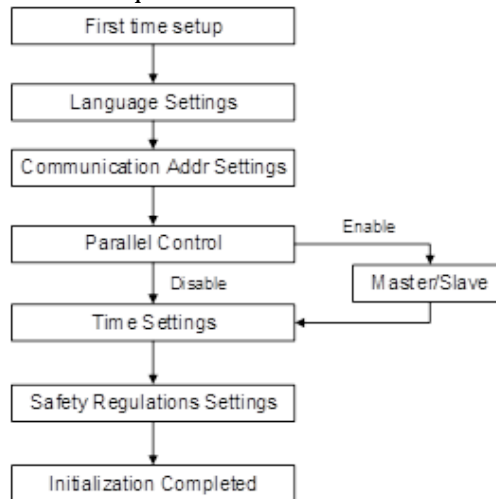 First time setup
Language Settings
Communication Addr Settings
Parallel Control
Enable
Disable
Master/Slave
Time Settings
Safety Regulations Settings
Initialization Completed